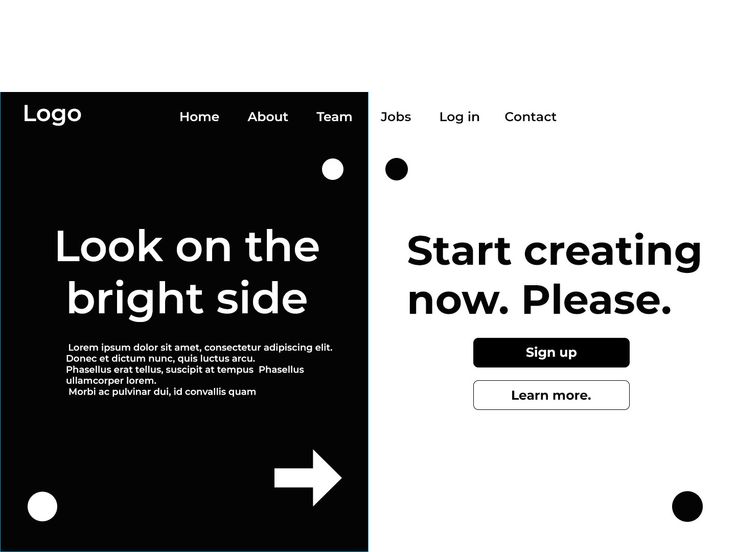 Logo
Home About Team Jobs Log in Contact
Look on the
bright side
Lorem ipsum dolor sit amet, consectetur adipiscing elit.
Donec et dictum nunc, quis luctus arcu.
Phasellus erat tellus, suscipit at tempus Phasellus
ullamcorper lorem.
Morbi ac pulvinar dui, id convallis quam
Start creating
now. Please.
Sign up
Learn more.